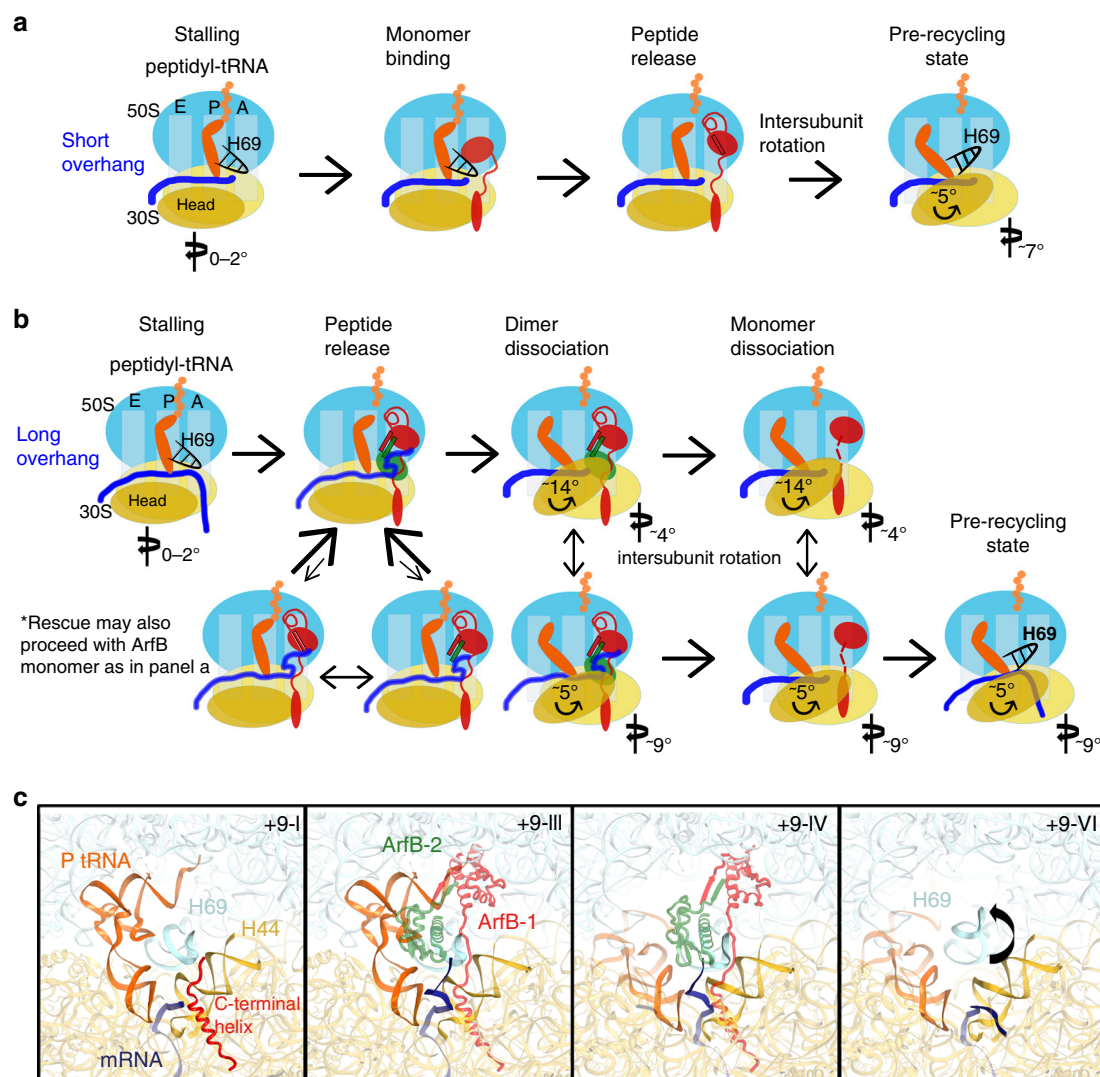 a
Stalling
peptidyl-tRNA
Monomer
binding
Peptide
release
Pre-recycling
state
50S
E P A
H69
Short
overhang
Head
30S
0–2°
Intersubunit
rotation
H69
~5°
~7°
b
Stalling
peptidyl-tRNA
Peptide
release
Dimer
dissociation
Monomer
dissociation
50S
E P A
H69
Long
overhang
Head
30S
0–2°
~14°
~4°
~14°
~4°
intersubunit rotation
Pre-recycling
state
*Rescue may also
proceed with ArfB
monomer as in panel a
~5°
~9°
~5°
~9°
H69
~5°
~9°
c
+9-I
P tRNA
H69
H44
C-terminal
helix
mRNA
+9-III
ArfB-2
ArfB-1
+9-IV
+9-VI
H69